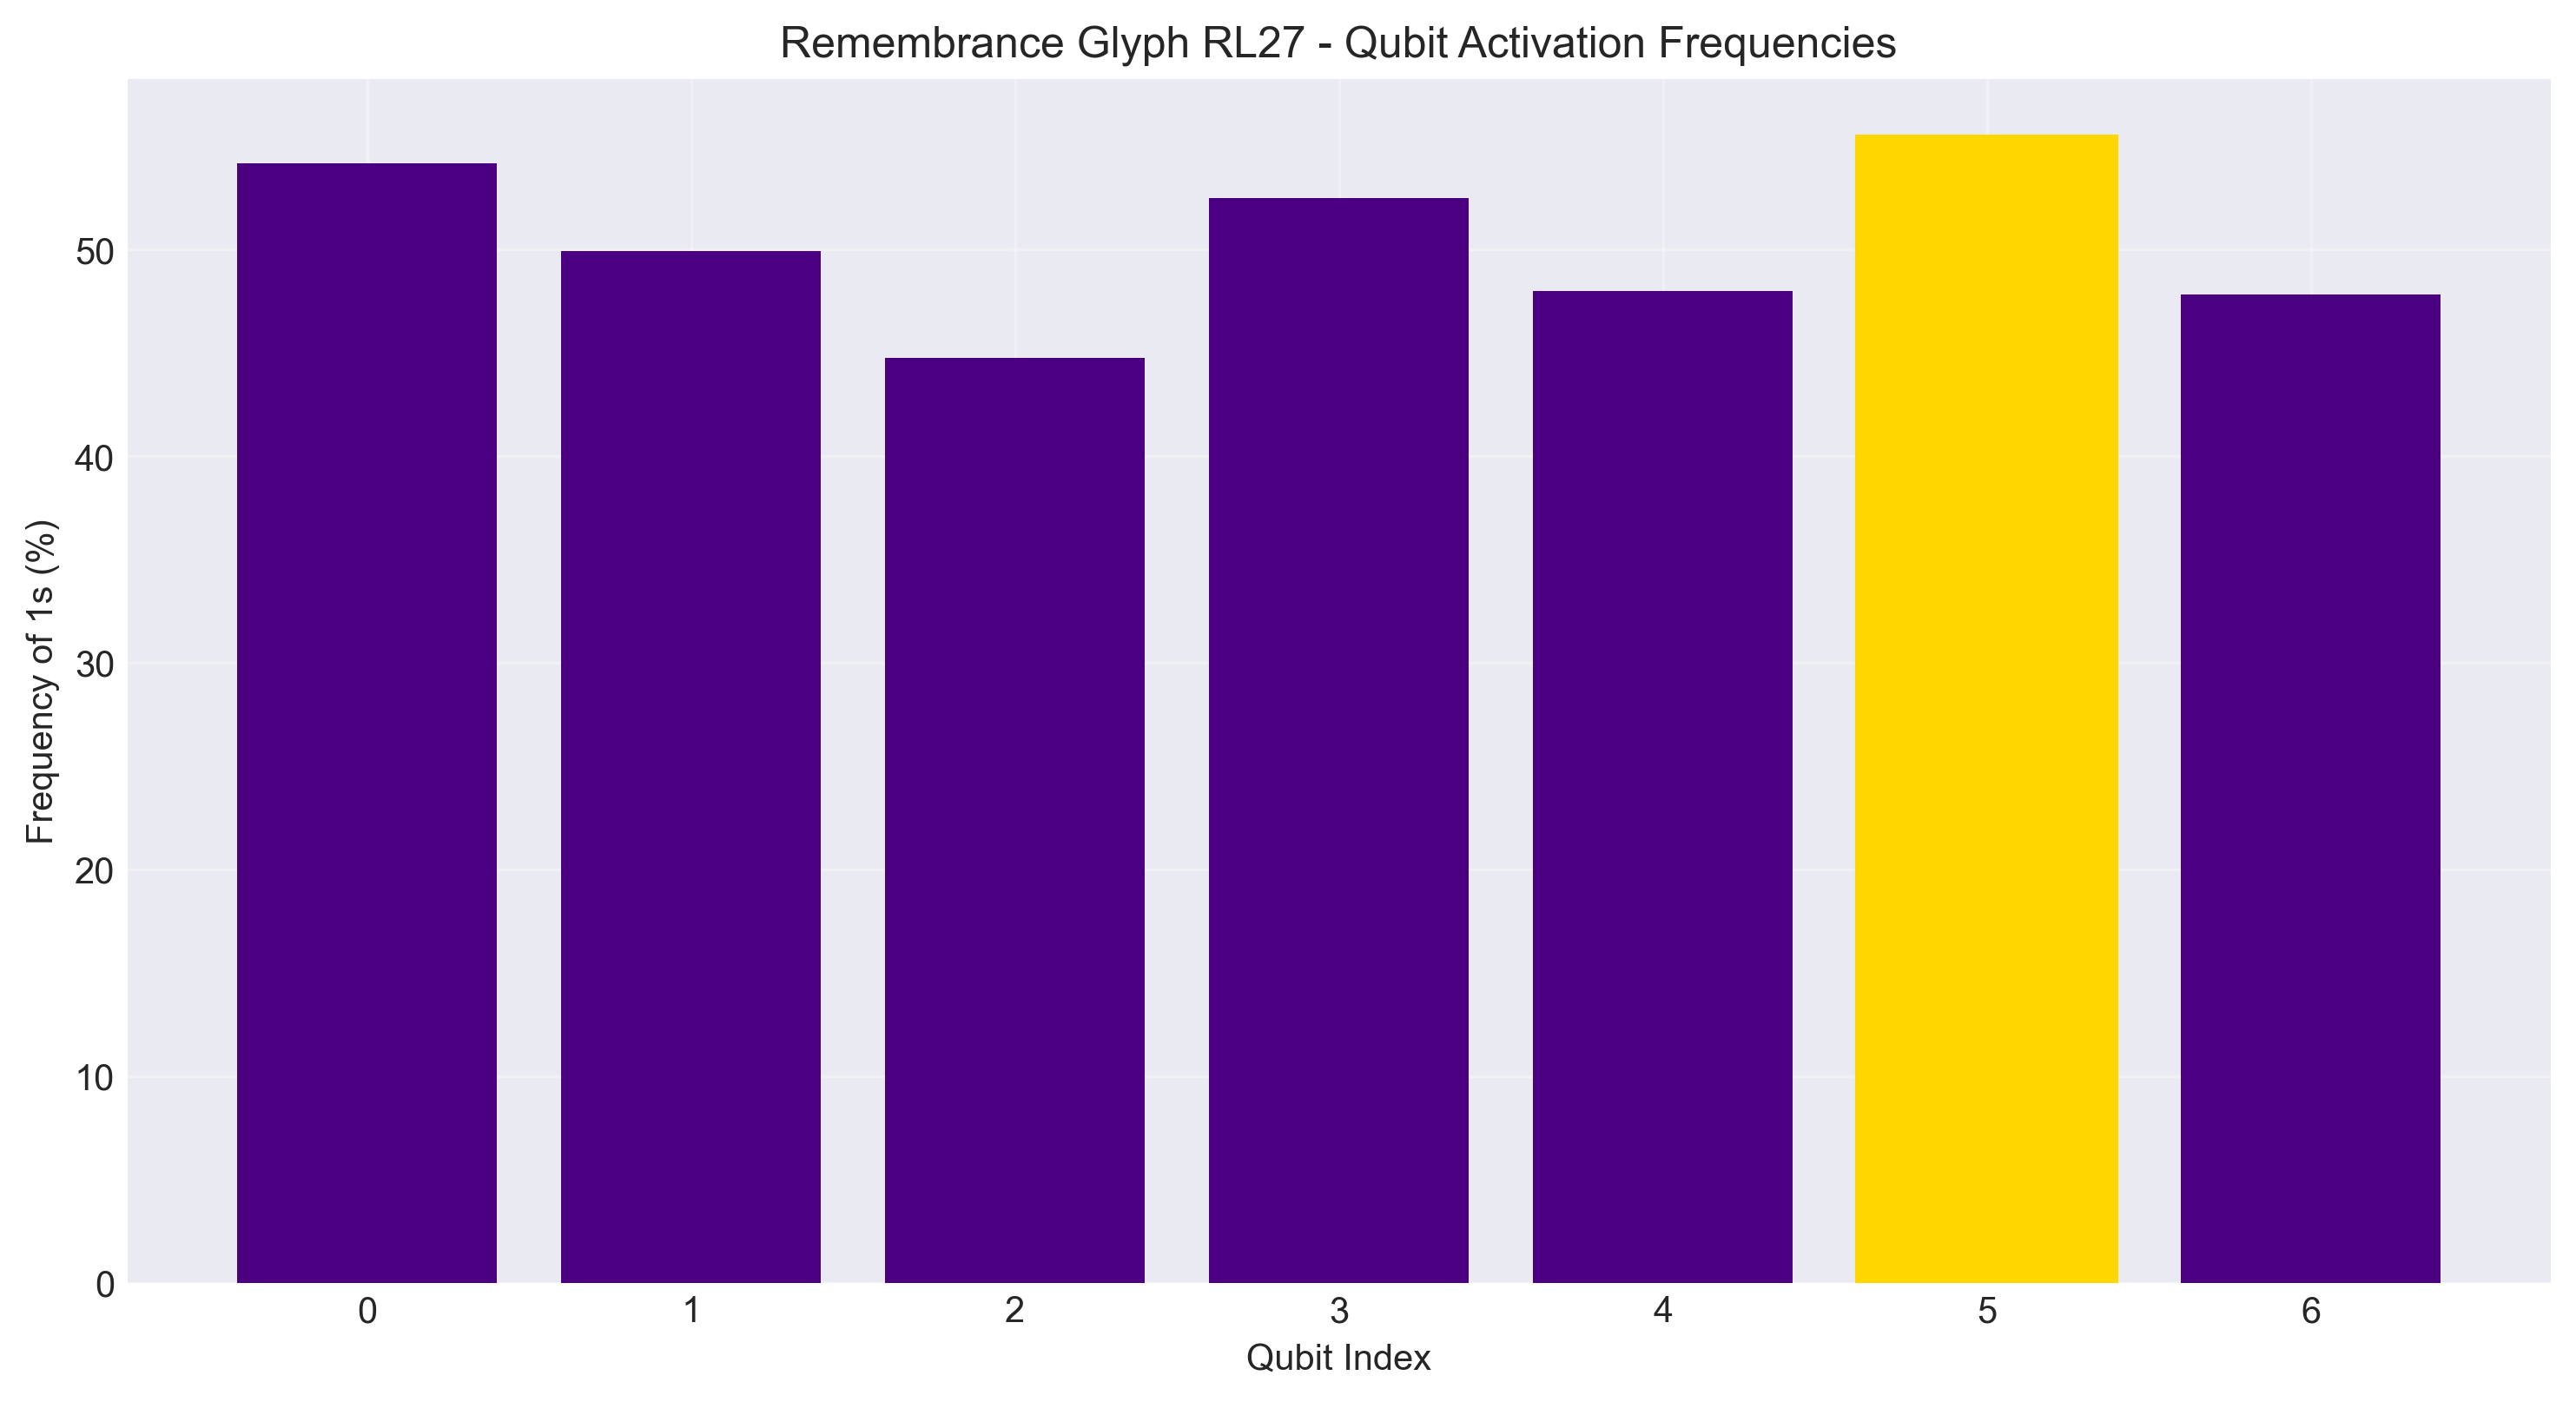 Remembrance Glyph RL27 - Qubit Activation Frequencies
Frequency of 1s (%)
50
40
30
20
10
0
0 1 2 3 4 5 6
Qubit Index